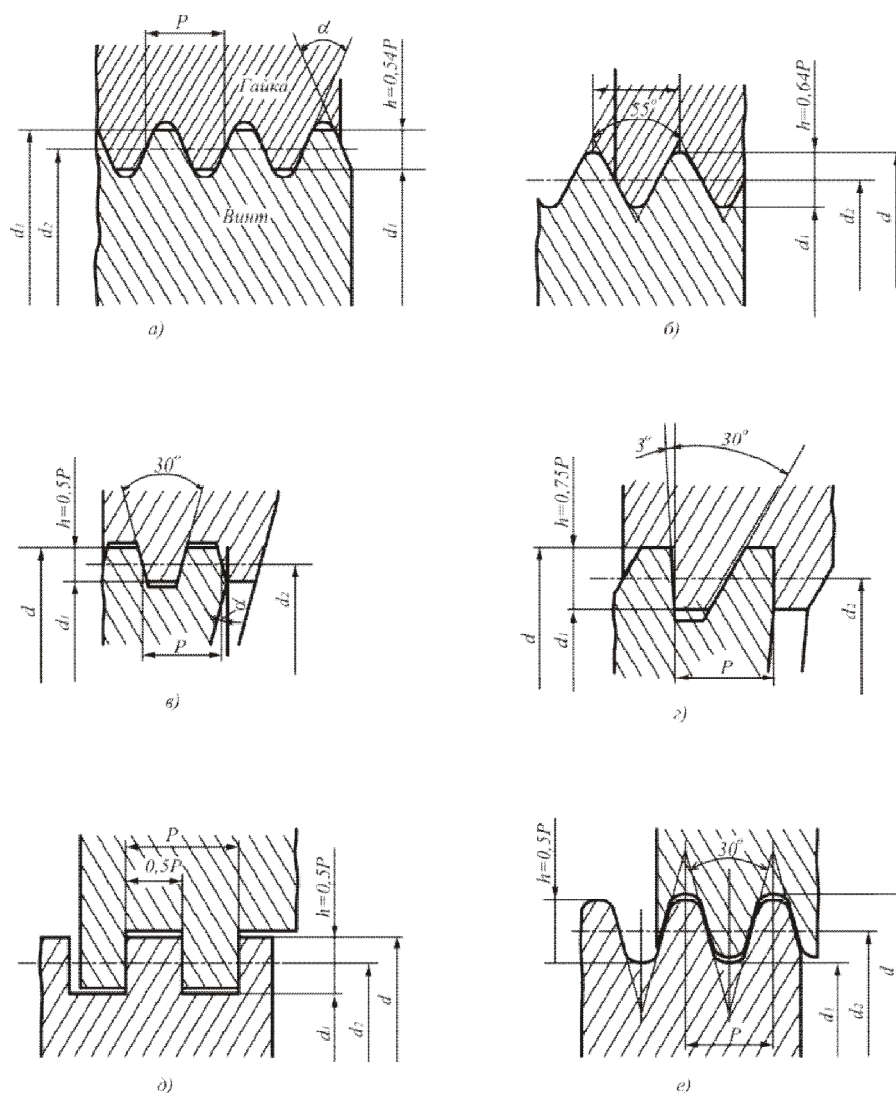 P
α
Гайка
h=0,54P
Винт
d₁
d₂
d₁
а)
55°
h=0,64P
d₁
d₂
d
б)
30°
h=0,5P
d
d₁
α
d₂
P
в)
3°
30°
h=0,75P
d
d₁
d₂
P
г)
P
0,5P
h=0,5P
d₁
d₂
d
д)
30°
h=0,5P
P
d₁
d₂
d
е)